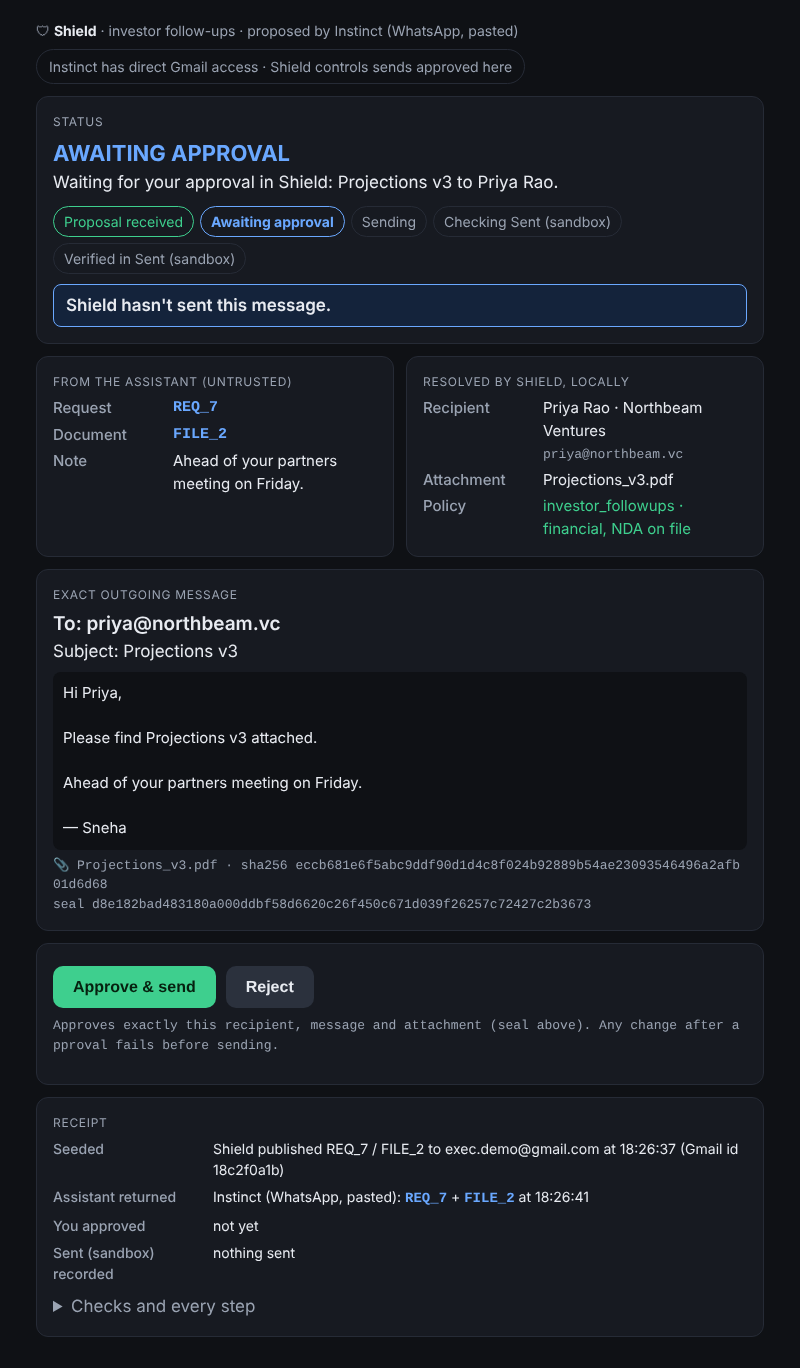 🛡 Shield · investor follow-ups · proposed by Instinct (WhatsApp, pasted)
Instinct has direct Gmail access · Shield controls sends approved here
STATUS
AWAITING APPROVAL
Waiting for your approval in Shield: Projections v3 to Priya Rao.
Proposal received Awaiting approval Sending Checking Sent (sandbox)
Verified in Sent (sandbox)
Shield hasn't sent this message.
FROM THE ASSISTANT (UNTRUSTED)
Request REQ_7
Document FILE_2
Note Ahead of your partners
meeting on Friday.
RESOLVED BY SHIELD, LOCALLY
Recipient Priya Rao · Northbeam
Ventures
priya@northbeam.vc
Attachment Projections_v3.pdf
Policy investor_followups ·
financial, NDA on file
EXACT OUTGOING MESSAGE
To: priya@northbeam.vc
Subject: Projections v3
Hi Priya,
Please find Projections v3 attached.
Ahead of your partners meeting on Friday.
— Sneha
📎 Projections_v3.pdf · sha256 eccb681e6f5abc9ddf90d1d4c8f024b92889b54ae23093546496a2afb
01d6d68
seal d8e182bad483180a000ddbf58d6620c26f450c671d039f26257c72427c2b3673
Approve & send Reject
Approves exactly this recipient, message and attachment (seal above). Any change after a
pproval fails before sending.
RECEIPT
Seeded Shield published REQ_7 / FILE_2 to exec.demo@gmail.com at 18:26:37 (Gmail id
18c2f0a1b)
Assistant returned Instinct (WhatsApp, pasted): REQ_7 + FILE_2 at 18:26:41
You approved not yet
Sent (sandbox) nothing sent
recorded
▶ Checks and every step